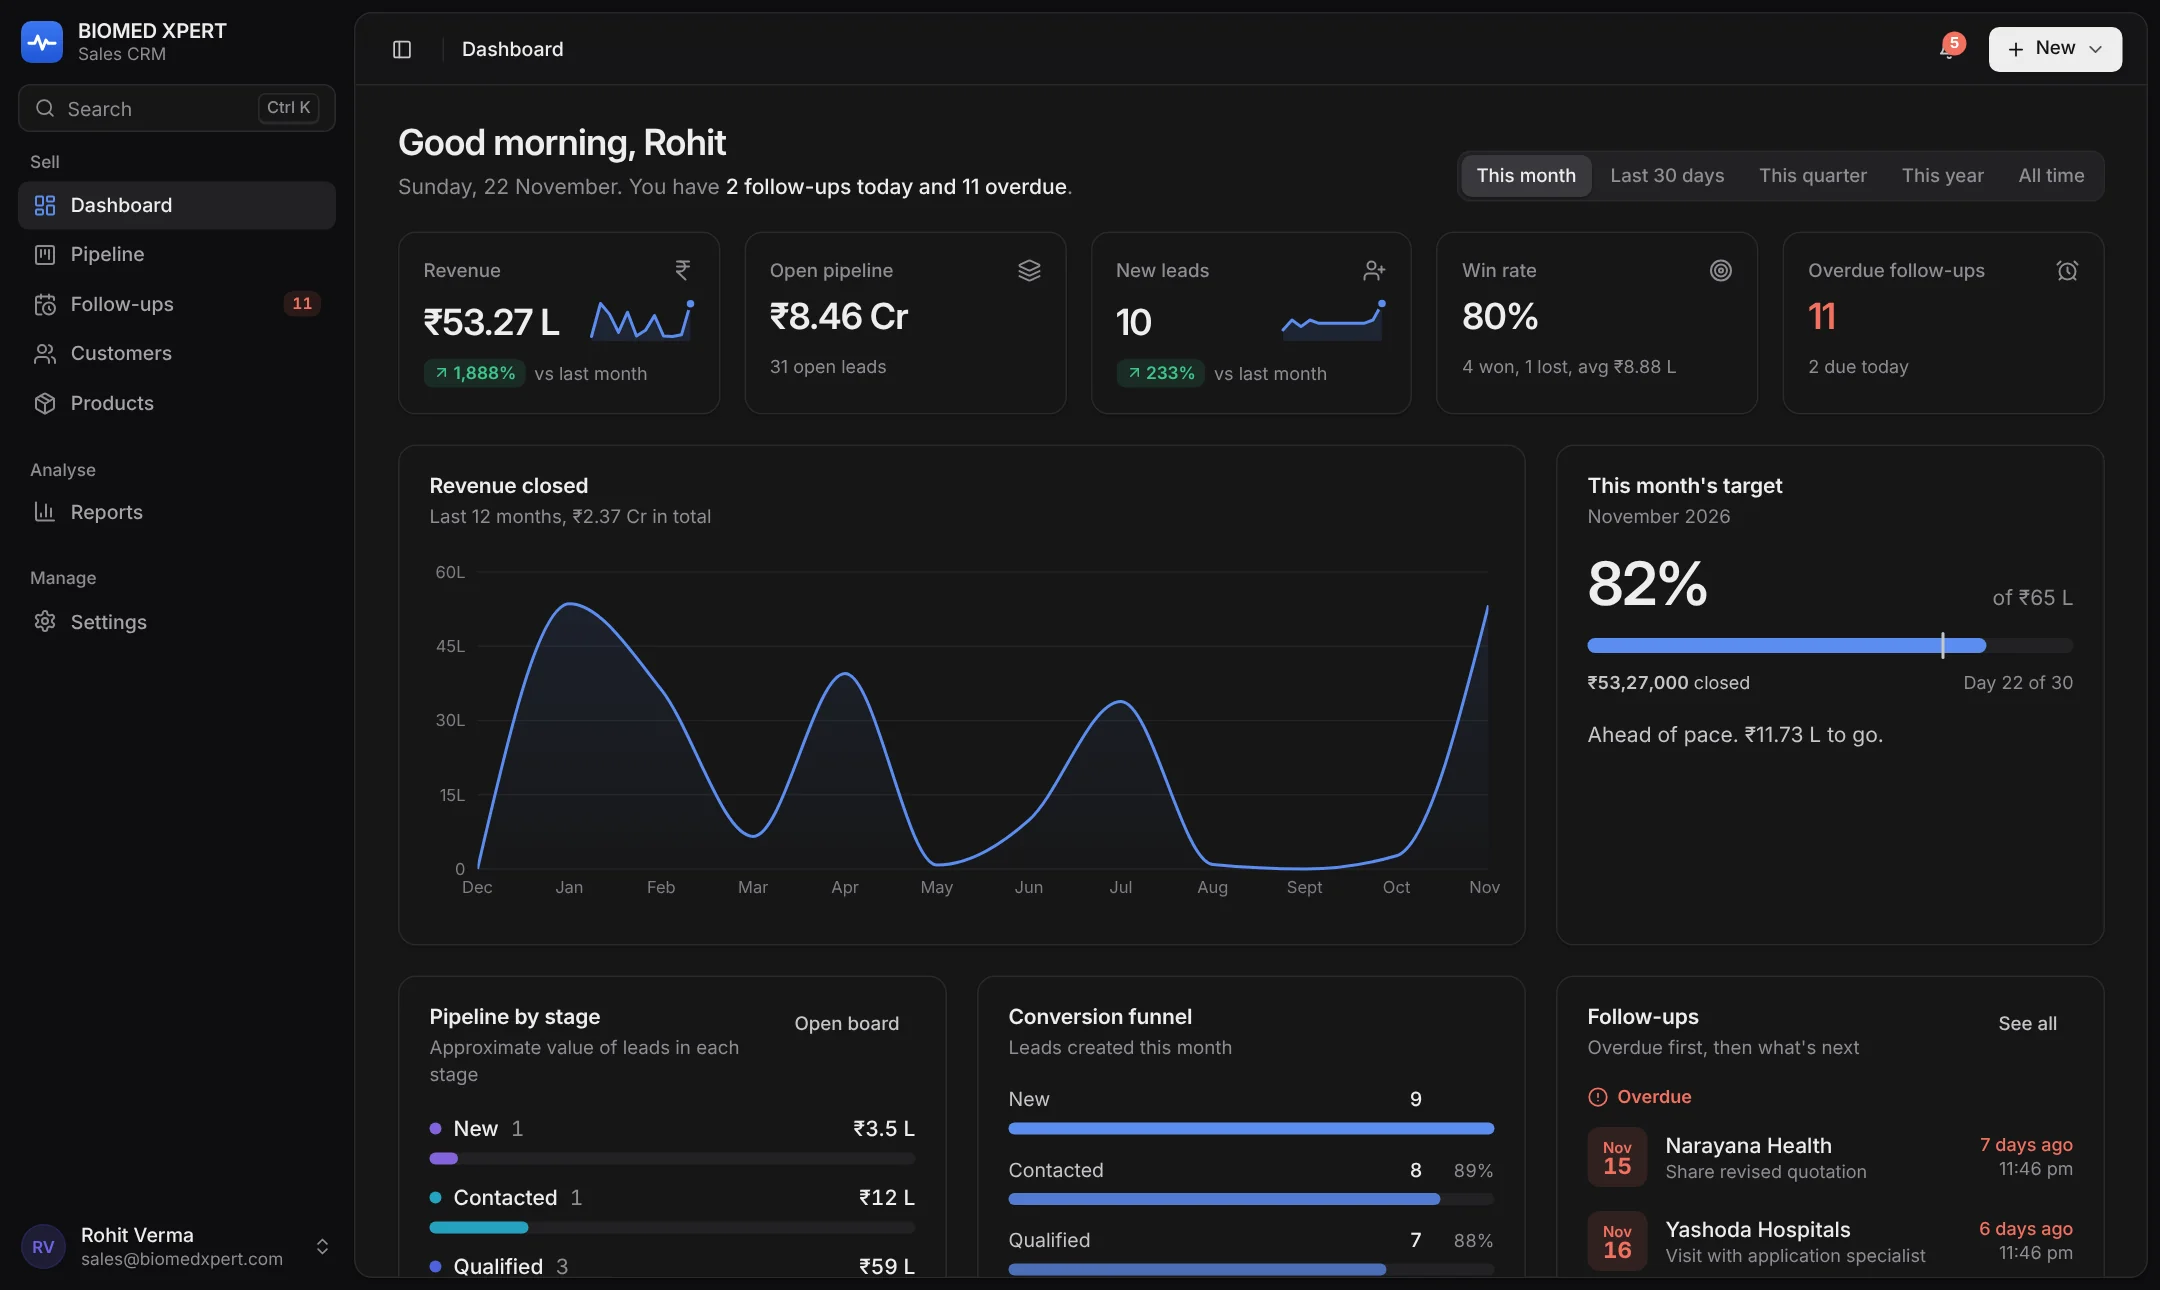 BIOMED XPERT
Sales CRM
Search
Ctrl K
Sell
Dashboard
Pipeline
Follow-ups
11
Customers
Products
Analyse
Reports
Manage
Settings
RV
Rohit Verma
sales@biomedxpert.com
Dashboard
5
New
Good morning, Rohit
Sunday, 22 November. You have 2 follow-ups today and 11 overdue.
This month
Last 30 days
This quarter
This year
All time
Revenue
₹
₹53.27 L
1,888% vs last month
Open pipeline
₹8.46 Cr
31 open leads
New leads
10
233% vs last month
Win rate
80%
4 won, 1 lost, avg ₹8.88 L
Overdue follow-ups
11
2 due today
Revenue closed
Last 12 months, ₹2.37 Cr in total
60L
45L
30L
15L
0
Dec Jan Feb Mar Apr May Jun Jul Aug Sept Oct Nov
This month's target
November 2026
82%
of ₹65 L
₹53,27,000 closed
Day 22 of 30
Ahead of pace. ₹11.73 L to go.
Pipeline by stage
Open board
Approximate value of leads in each
stage
New 1 ₹3.5 L
Contacted 1 ₹12 L
Qualified 3 ₹59 L
Conversion funnel
Leads created this month
New 9
Contacted 8 89%
Qualified 7 88%
Follow-ups
See all
Overdue first, then what's next
Overdue
Nov
15
Narayana Health
Share revised quotation
7 days ago
11:46 pm
Nov
16
Yashoda Hospitals
Visit with application specialist
6 days ago
11:46 pm